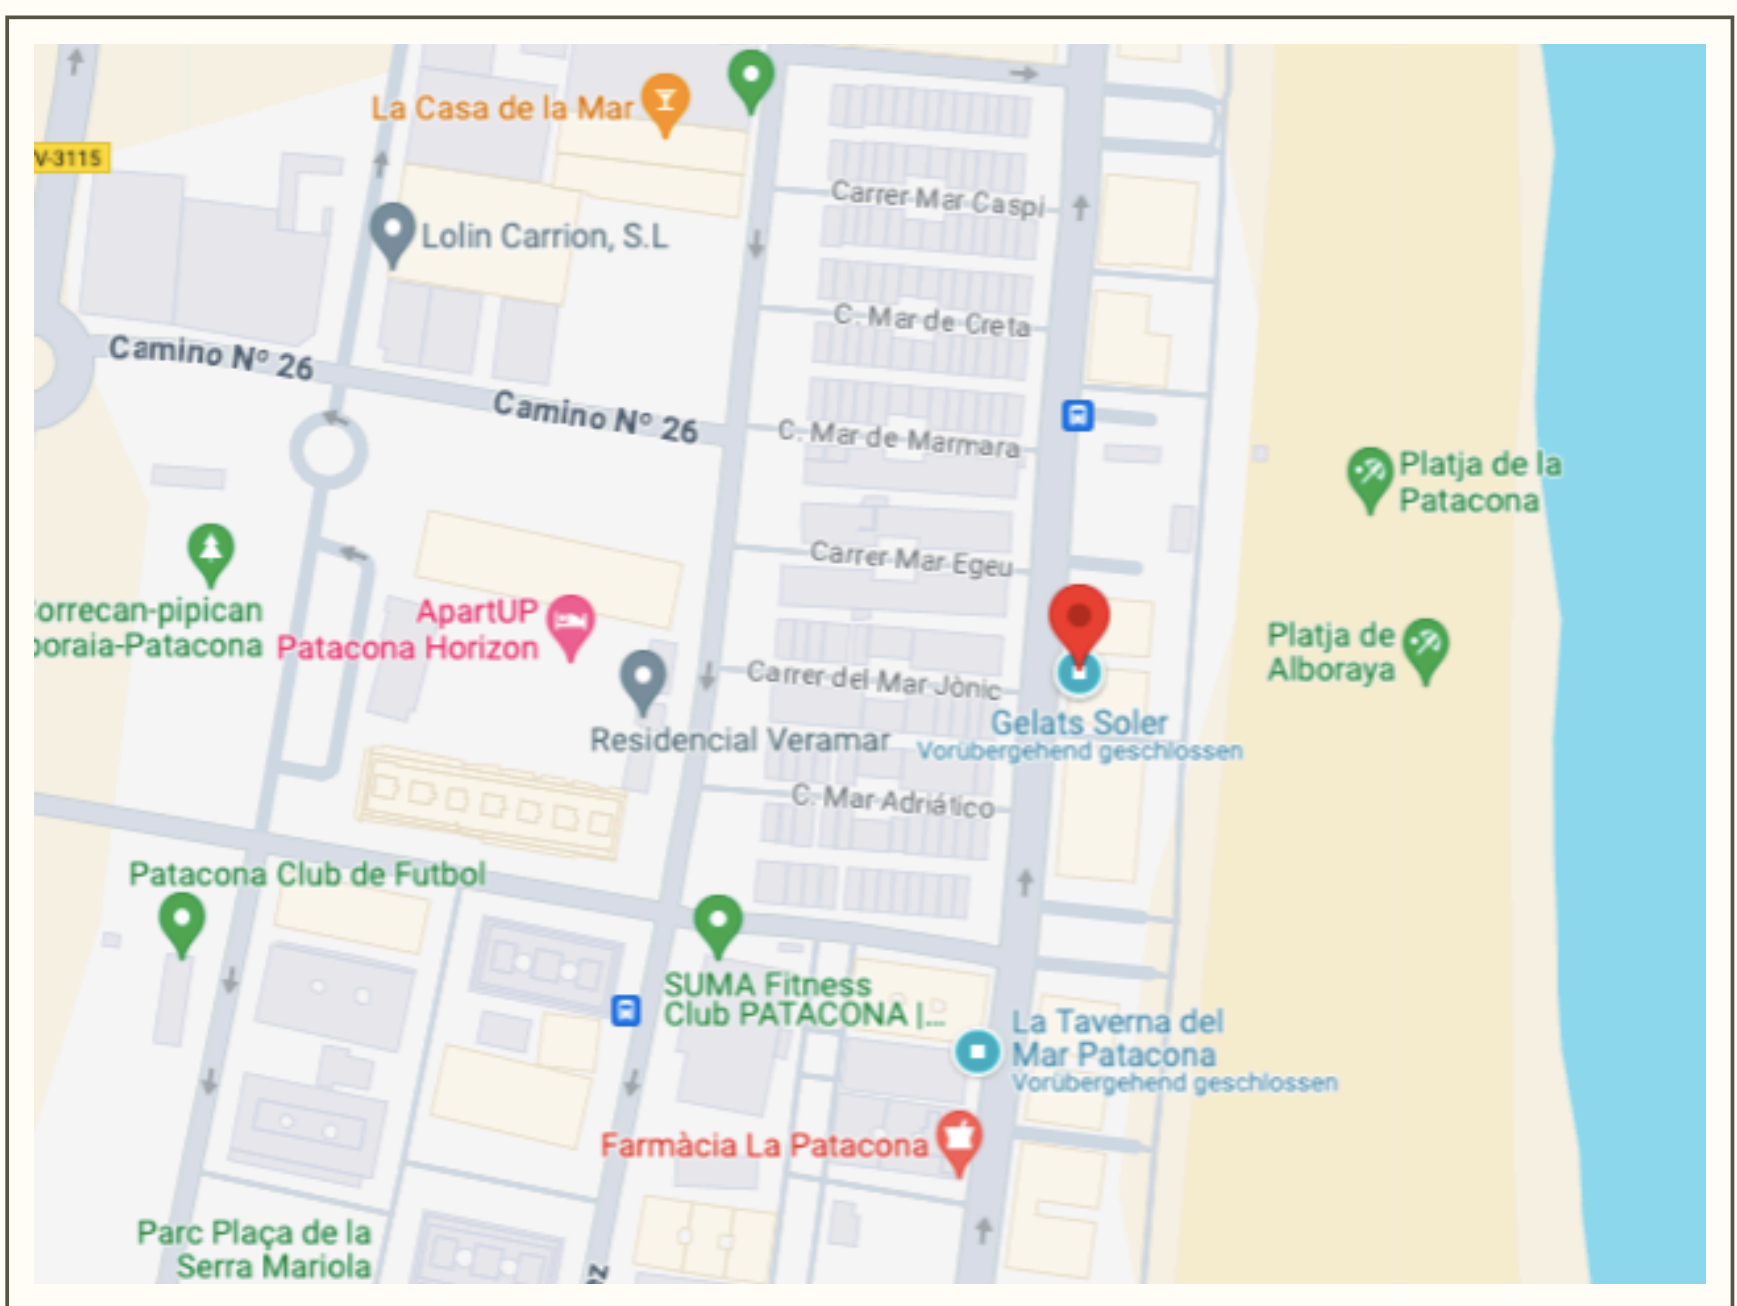 La Casa de la Mar
V-3115
Carrer Mar Caspi
Lolin Carrion, S.L
C. Mar de Creta
Camino Nº 26
Camino Nº 26
C. Mar de Marmara
Platja de la
Patacona
Carrer Mar Egeu
orrecan-pipican
boraia-Patacona
ApartUP
Patacona Horizon
Platja de
Alboraya
Carrer del Mar Jònic
Gelats Soler
Vorübergehend geschlossen
Residencial Veramar
C. Mar Adriático
Patacona Club de Futbol
SUMA Fitness
Club PATACONA |...
La Taverna del
Mar Patacona
Vorübergehend geschlossen
Farmàcia La Patacona
Parc Plaça de la
Serra Mariola
ez